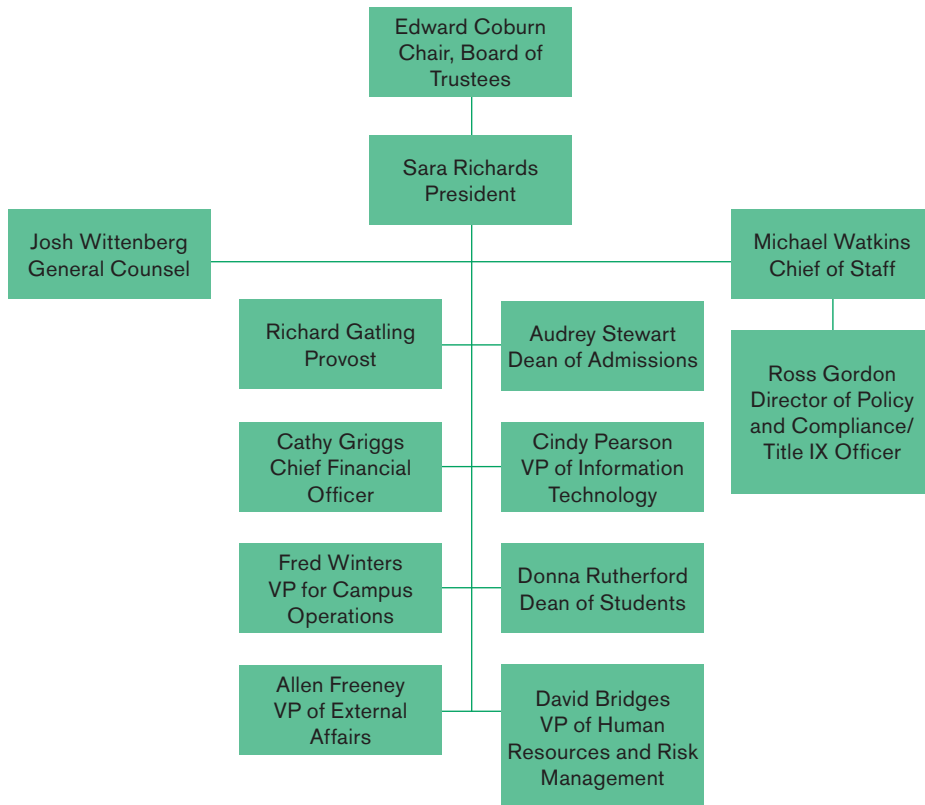 Edward Coburn
Chair, Board of
Trustees
Sara Richards
President
Josh Wittenberg
General Counsel
Michael Watkins
Chief of Staff
Richard Gatling
Provost
Audrey Stewart
Dean of Admissions
Ross Gordon
Director of Policy
and Compliance/
Title IX Officer
Cathy Griggs
Chief Financial
Officer
Cindy Pearson
VP of Information
Technology
Fred Winters
VP for Campus
Operations
Donna Rutherford
Dean of Students
Allen Freeney
VP of External
Affairs
David Bridges
VP of Human
Resources and Risk
Management